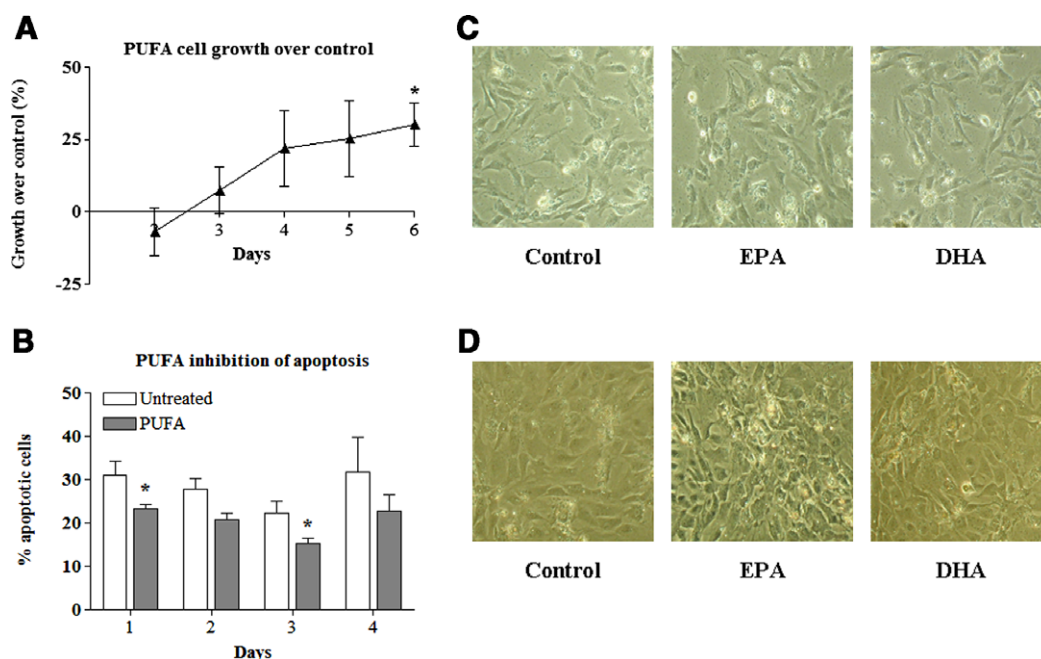 A
PUFA cell growth over control
Growth over control (%)
50
25
0
-25
2 3 4 5 6
*
Days
B
PUFA inhibition of apoptosis
% apoptotic cells
50
40
30
20
10
0
Untreated
PUFA
*
*
1 2 3 4
Days
C
Control EPA DHA
D
Control EPA DHA